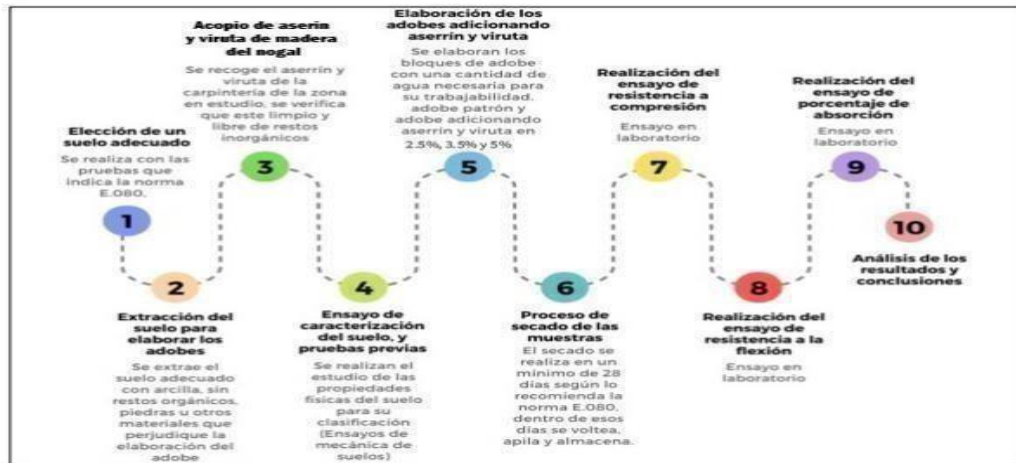 1
Elección de un
suelo adecuado
Se realiza con las
pruebas que
indica la norma
E.080.
2
Extracción del
suelo para
elaborar los
adobes
Se extrae el
suelo adecuado
con arcilla, sin
restos orgánicos,
piedras u otros
materiales que
perjudique la
elaboración del
adobe
Acopio de aserin
y viruta de madera
del nogal
Se recoge el aserrín y
viruta de la
carpintería de la zona
en estudio, se verifica
que este limpio y
libre de restos
inorgánicos
3
4
Ensayo de
caracterización
del suelo, y
pruebas previas
Se realizan el
estudio de las
propiedades
físicas del suelo
para su
clasificación
(Ensayos de
mecánica de
suelos)
Elaboración de los
adobes adicionando
aserrín y viruta
Se elaboran los
bloques de adobe
con una cantidad de
agua necesaria para
su trabajabilidad,
adobe patrón y
adobe adicionando
aserrín y viruta en
2.5%, 3.5% y 5%
5
6
Proceso de
secado de las
muestras
El secado se
realiza en un
mínimo de 28
días según lo
recomienda la
norma E.080,
dentro de esos
días se voltea,
apila y almacena.
Realización del
ensayo de
resistencia a
compresión
Ensayo en
laboratorio
7
8
Realización del
ensayo de
resistencia a la
flexión
Ensayo en
laboratorio
Realización del
ensayo de
porcentaje de
absorción
Ensayo en
laboratorio
9
10
Análisis de los
resultados y
conclusiones